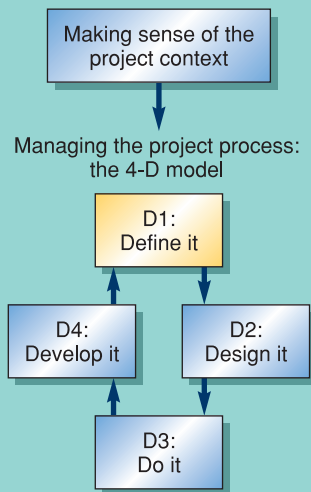 Making sense of the
project context
Managing the project process:
the 4-D model
D1:
Define it
D4:
Develop it
D2:
Design it
D3:
Do it